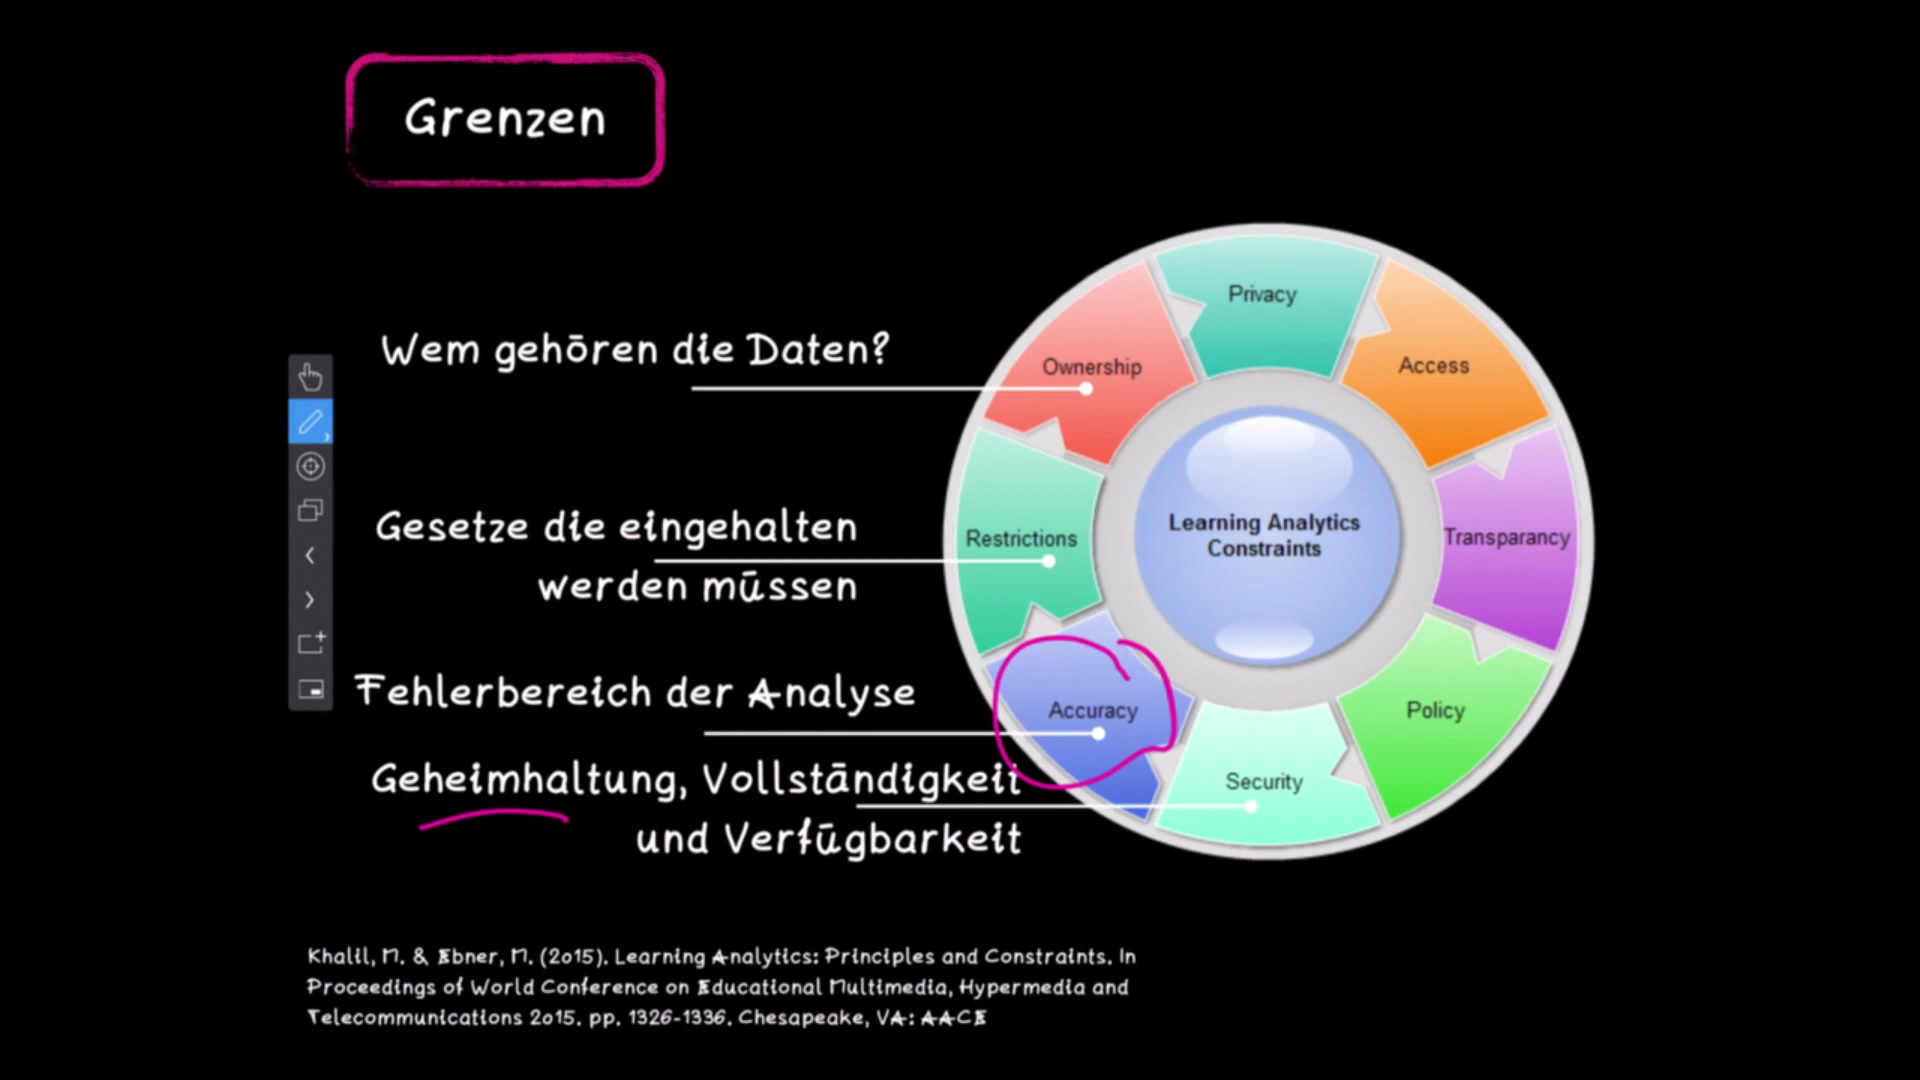 Grenzen
Privacy
Access
Wem gehören die Daten?
Ownership
Gesetze die eingehalten
werden müssen
Restrictions
Learning Analytics
Constraints
Transparancy
Fehlerbereich der Analyse
Accuracy
Policy
Geheimhaltung, Vollständigkeit
und Verfügbarkeit
Security
Khalil, M. & Ebner, M. (2015). Learning Analytics: Principles and Constraints. In
Proceedings of World Conference on Educational Multimedia, Hypermedia and
Telecommunications 2015. pp. 1326-1336. Chesapeake, VA: AACE